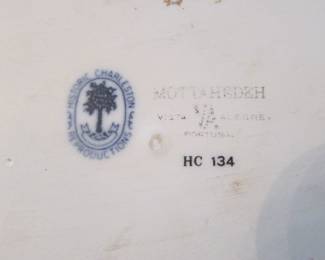 HISTORIC CHARLESTON
REPRODUCTIONS
MOTTAHEDEH
VISTA ALEGRE
PORTUGAL
HC 134